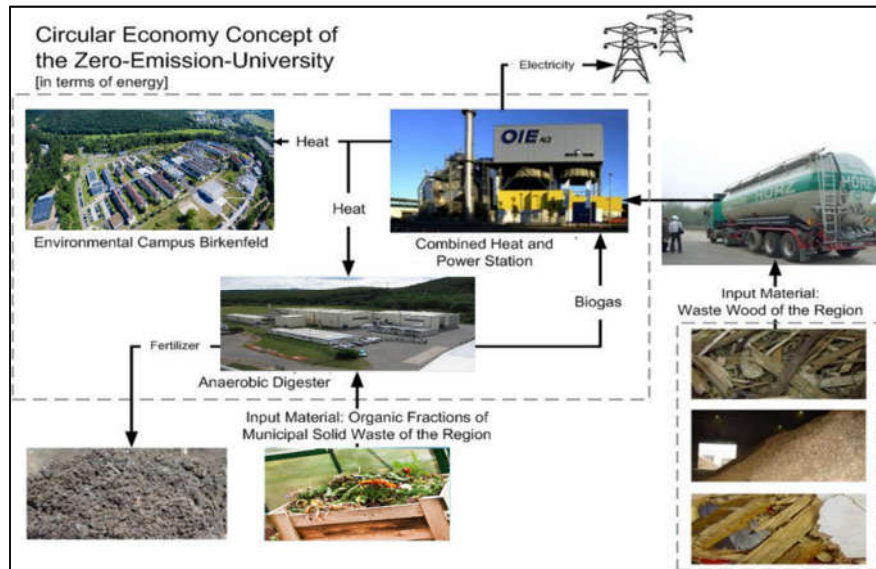 Circular Economy Concept of
the Zero-Emission-University
[in terms of energy]
Electricity
OIE AG
Heat
Heat
HORZ
Environmental Campus Birkenfeld
Combined Heat and
Power Station
Input Material:
Waste Wood of the Region
Biogas
Fertilizer
Anaerobic Digester
Input Material: Organic Fractions of
Municipal Solid Waste of the Region